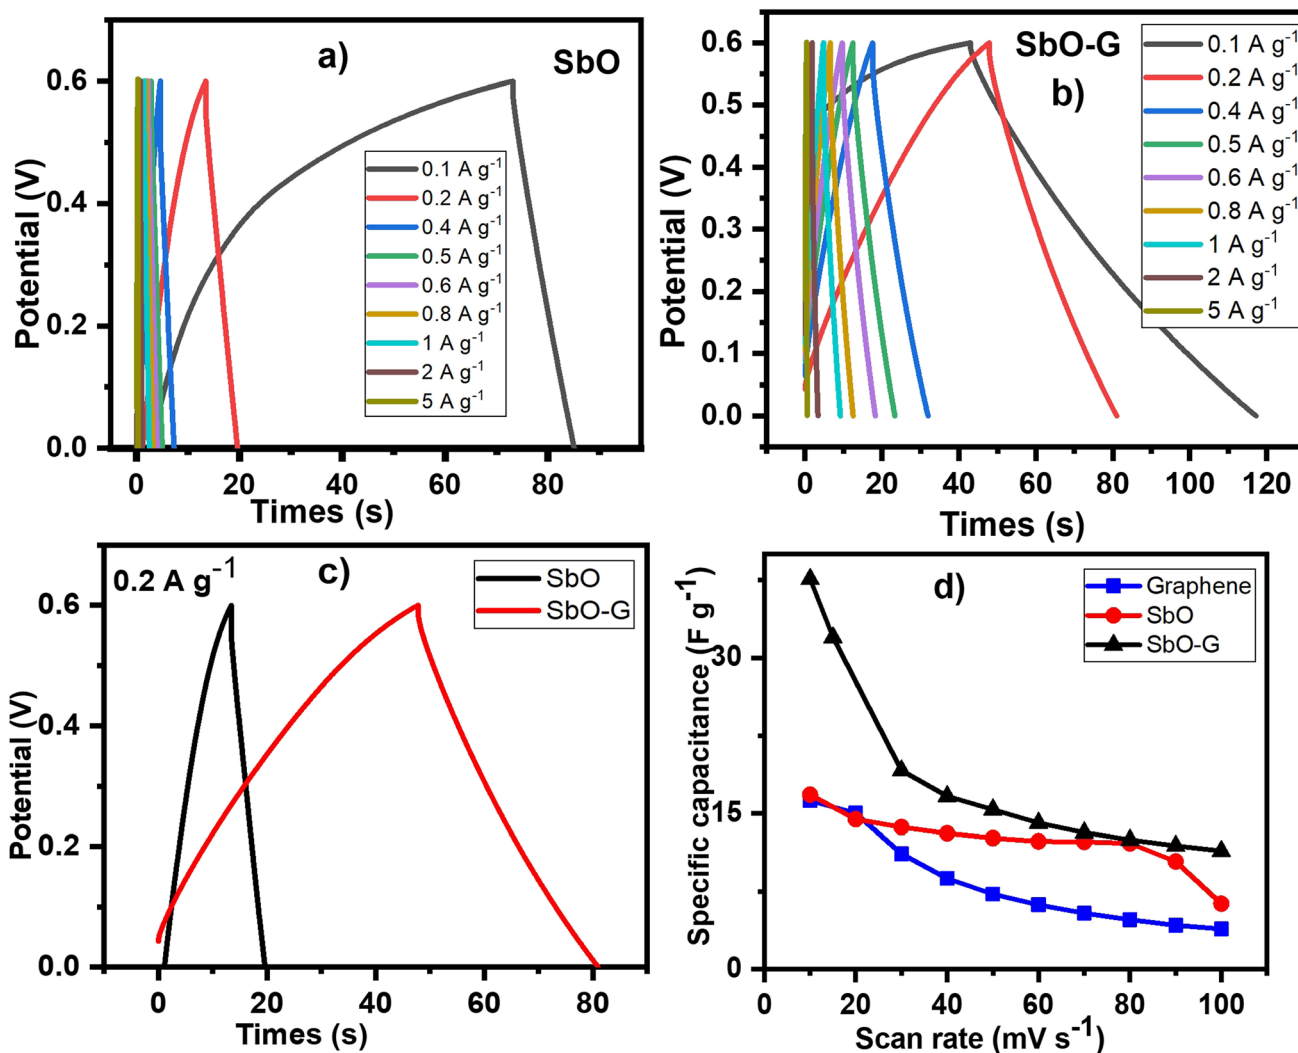 a)
SbO
Potential (V)
0.6
0.4
0.2
0.0
0.1 A g⁻¹
0.2 A g⁻¹
0.4 A g⁻¹
0.5 A g⁻¹
0.6 A g⁻¹
0.8 A g⁻¹
1 A g⁻¹
2 A g⁻¹
5 A g⁻¹
0 20 40 60 80
Times (s)
SbO-G
b)
Potential (V)
0.6
0.5
0.4
0.3
0.2
0.1
0.0
0.1 A g⁻¹
0.2 A g⁻¹
0.4 A g⁻¹
0.5 A g⁻¹
0.6 A g⁻¹
0.8 A g⁻¹
1 A g⁻¹
2 A g⁻¹
5 A g⁻¹
0 20 40 60 80 100 120
Times (s)
0.2 A g⁻¹
c)
SbO
SbO-G
Potential (V)
0.6
0.4
0.2
0.0
0 20 40 60 80
Times (s)
d)
Graphene
SbO
SbO-G
Specific capacitance (F g⁻¹)
30
15
0
0 20 40 60 80 100
Scan rate (mV s⁻¹)